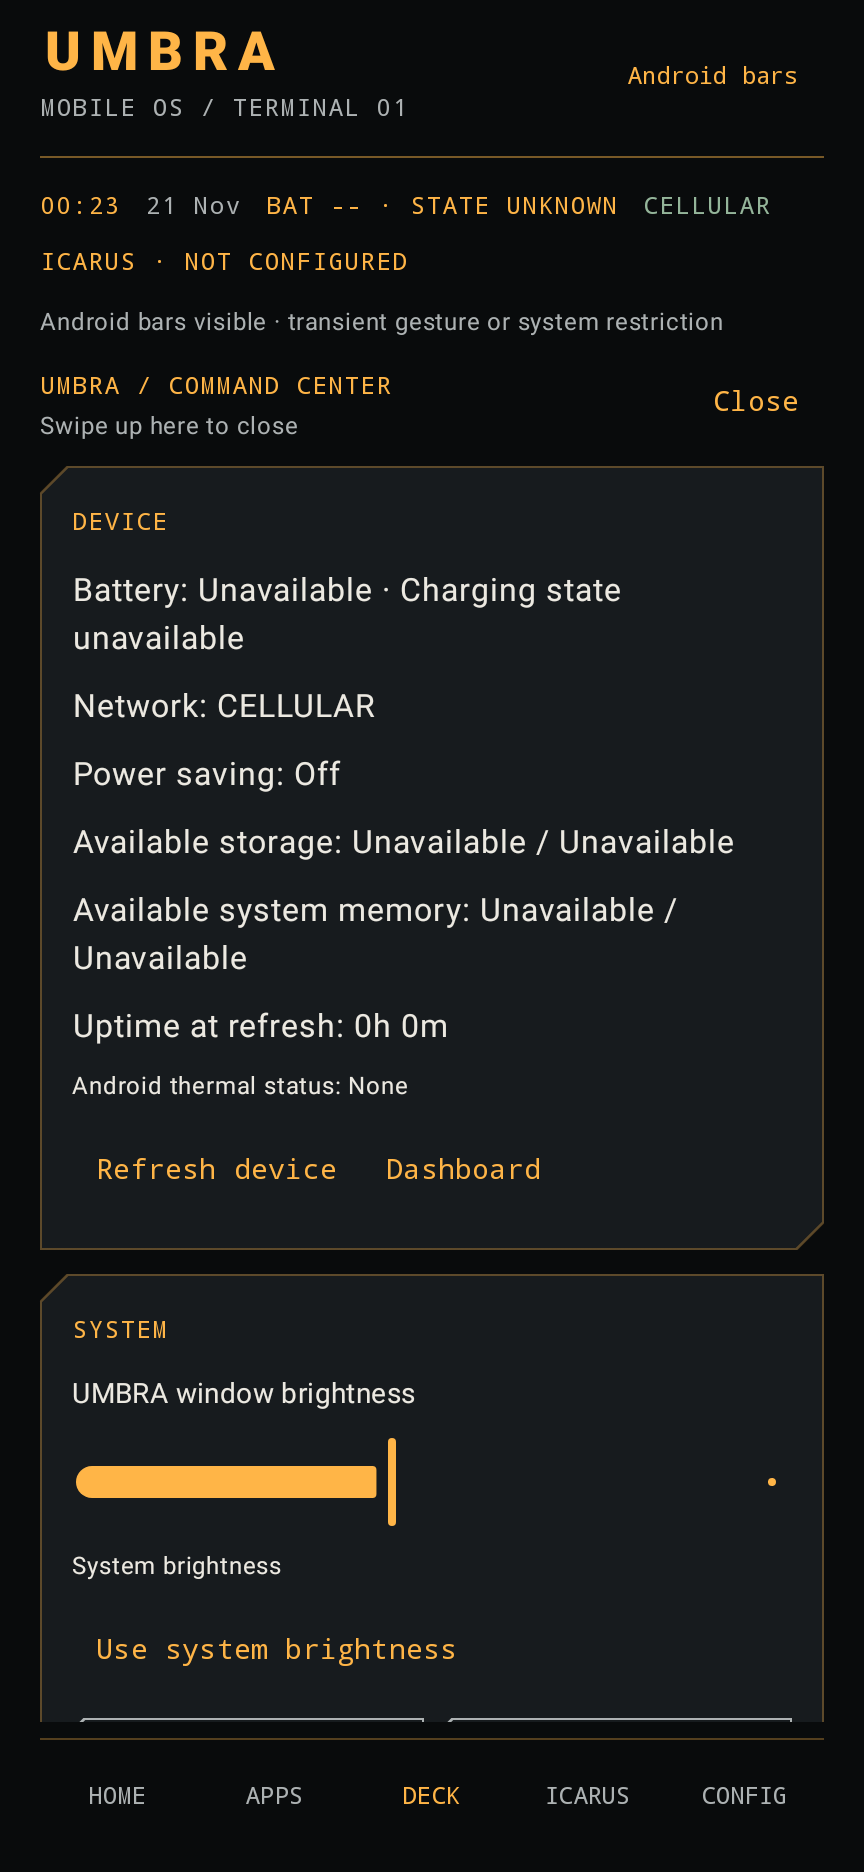 UMBRA
MOBILE OS / TERMINAL 01
Android bars
00:23 21 Nov BAT -- · STATE UNKNOWN CELLULAR
ICARUS · NOT CONFIGURED
Android bars visible · transient gesture or system restriction
UMBRA / COMMAND CENTER
Swipe up here to close
Close
DEVICE
Battery: Unavailable · Charging state
unavailable
Network: CELLULAR
Power saving: Off
Available storage: Unavailable / Unavailable
Available system memory: Unavailable /
Unavailable
Uptime at refresh: 0h 0m
Android thermal status: None
Refresh device Dashboard
SYSTEM
UMBRA window brightness
System brightness
Use system brightness
HOME APPS DECK ICARUS CONFIG